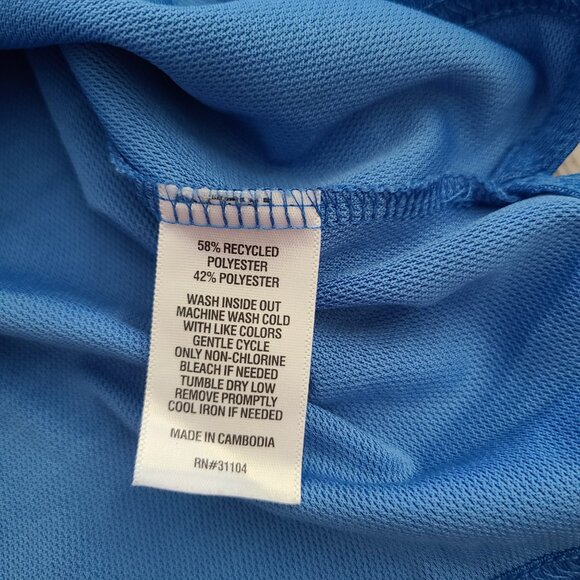 58% RECYCLED
POLYESTER
42% POLYESTER
WASH INSIDE OUT
MACHINE WASH COLD
WITH LIKE COLORS
GENTLE CYCLE
ONLY NON-CHLORINE
BLEACH IF NEEDED
TUMBLE DRY LOW
REMOVE PROMPTLY
COOL IRON IF NEEDED
MADE IN CAMBODIA
RN#31104